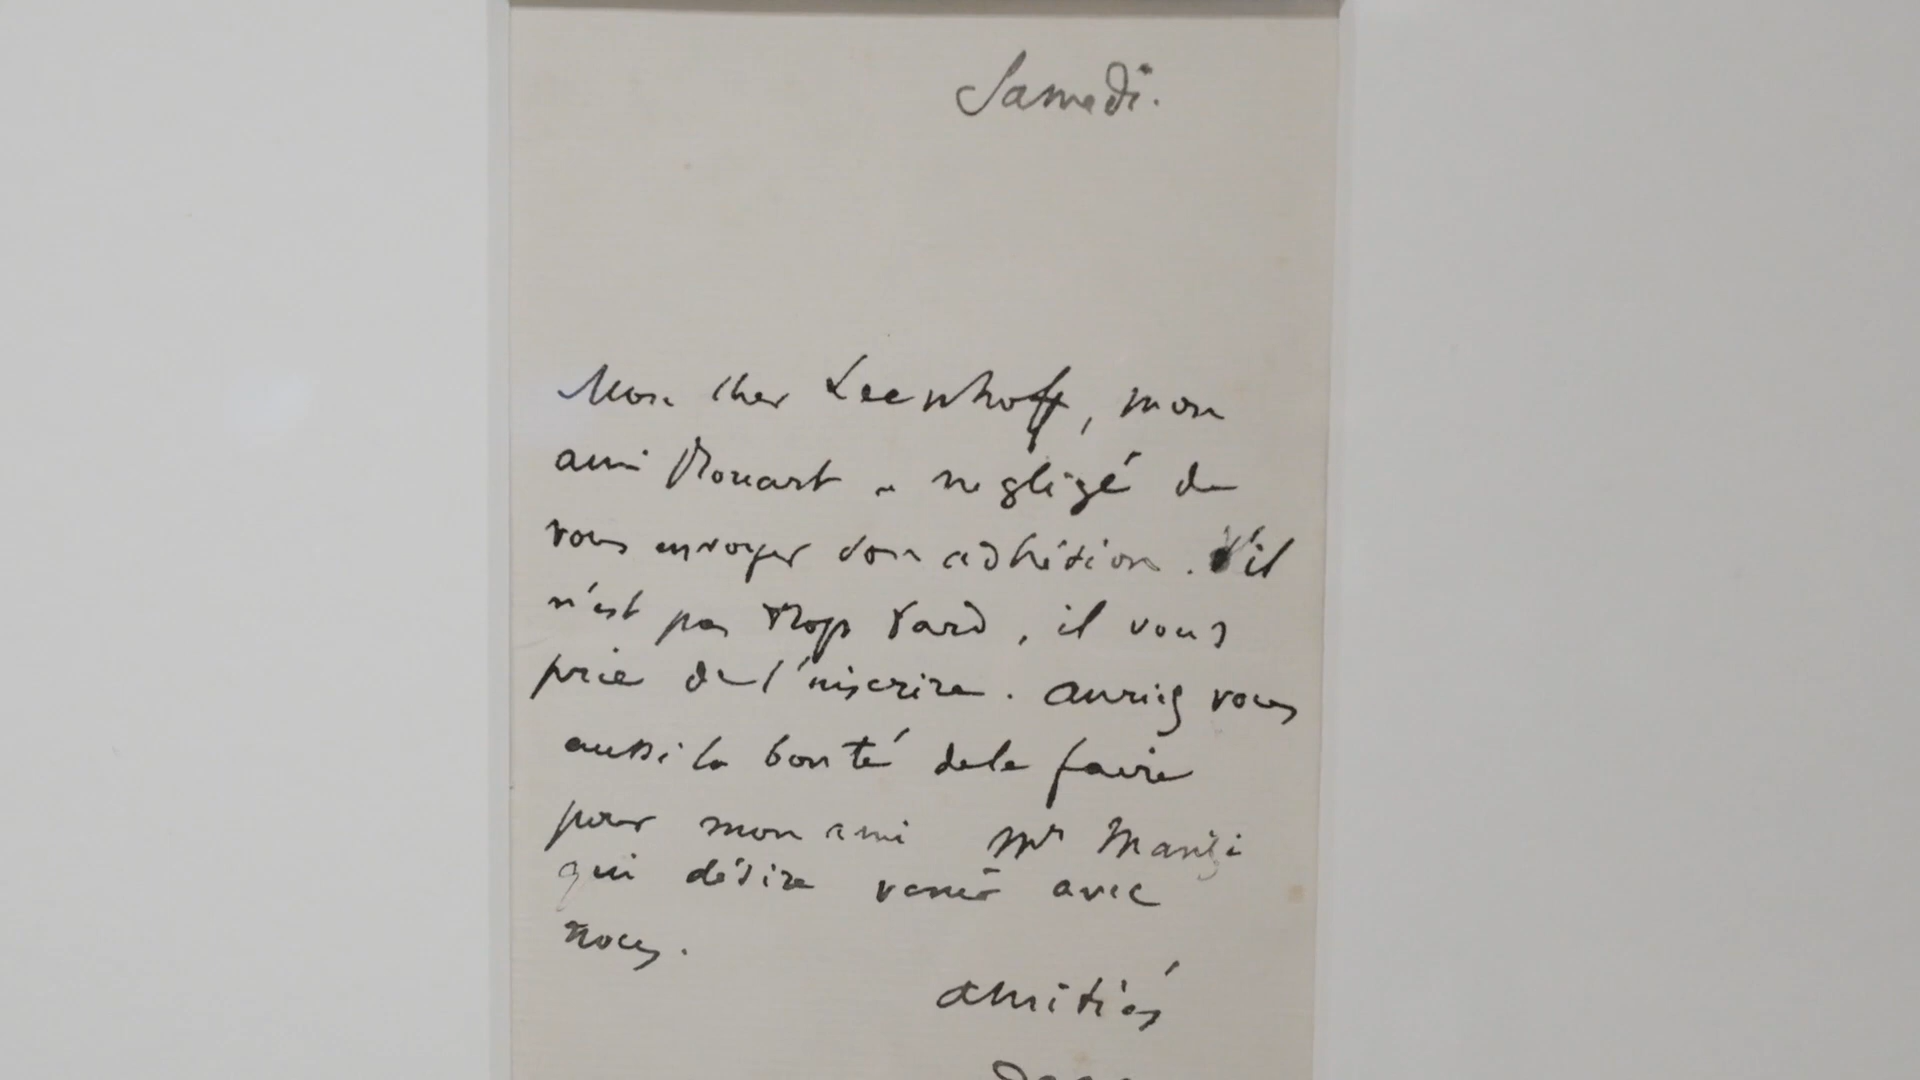 Samedi.
Mon cher Leenhoff, mon
ami Rouart a negligé de
vous envoyer son adhésion. S'il
n'est pas trop tard, il vous
prie de l'inscrire. auriez vous
aussi la bonté de le faire
pour mon ami Mr Manzi
qui désire venir avec
nous.
amitiés